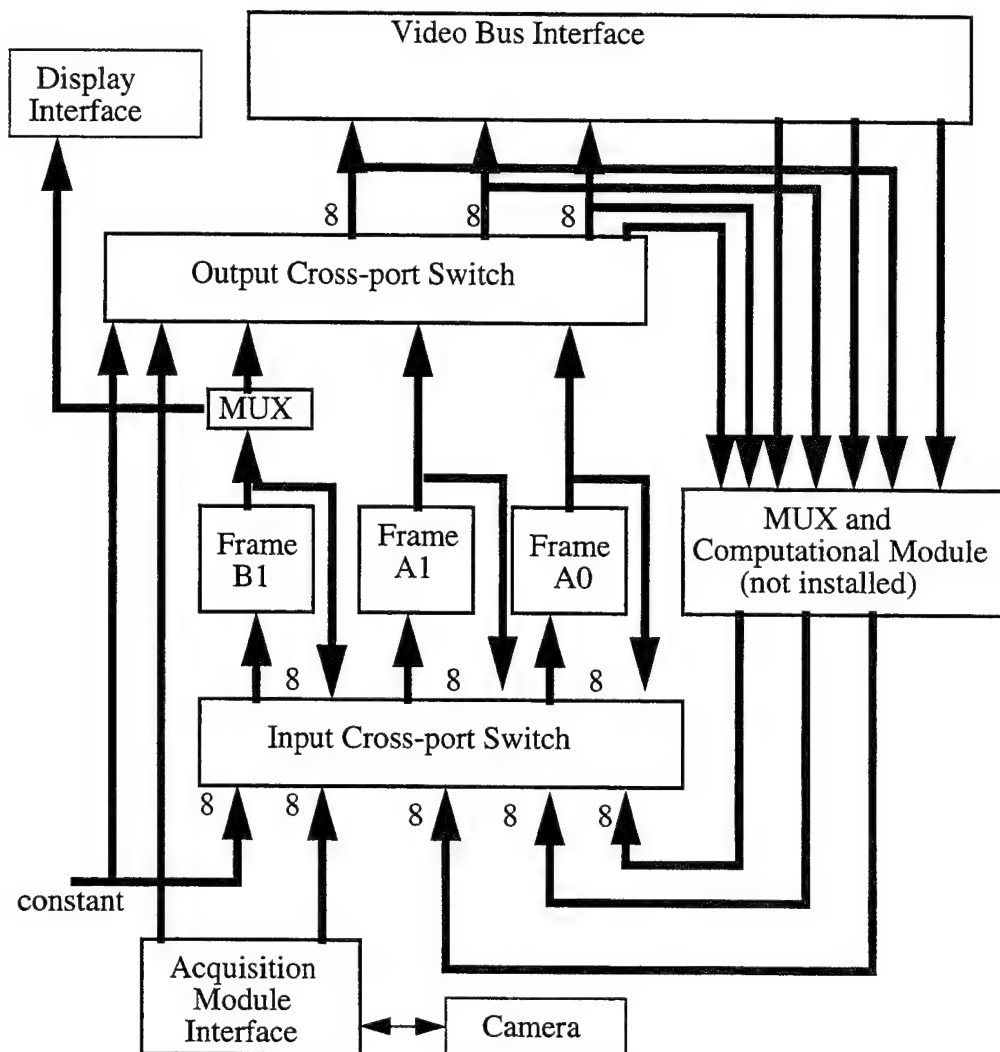 Video Bus Interface
Display
Interface
8
8
8
Output Cross-port Switch
MUX
Frame
B1
Frame
A1
Frame
A0
MUX and
Computational Module
(not installed)
8
8
8
Input Cross-port Switch
8
8
8
8
8
constant
Acquisition
Module
Interface
Camera